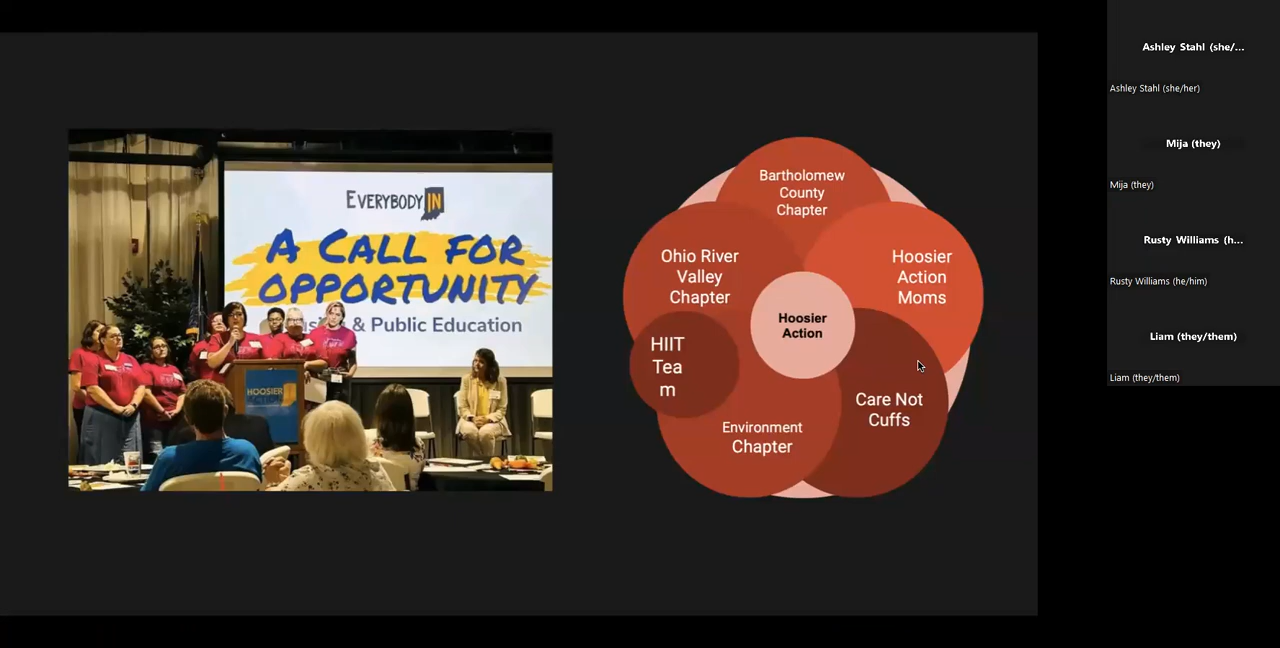 EVERYBODY IN
A CALL FOR
OPPORTUNITY
& Public Education
HOOSIER
Bartholomew
County
Chapter
Ohio River
Valley
Chapter
Hoosier
Action
Moms
Hoosier
Action
HIIT
Tea
m
Care Not
Cuffs
Environment
Chapter
Ashley Stahl (she/...
Ashley Stahl (she/her)
Mija (they)
Mija (they)
Rusty Williams (h...
Rusty Williams (he/him)
Liam (they/them)
Liam (they/them)